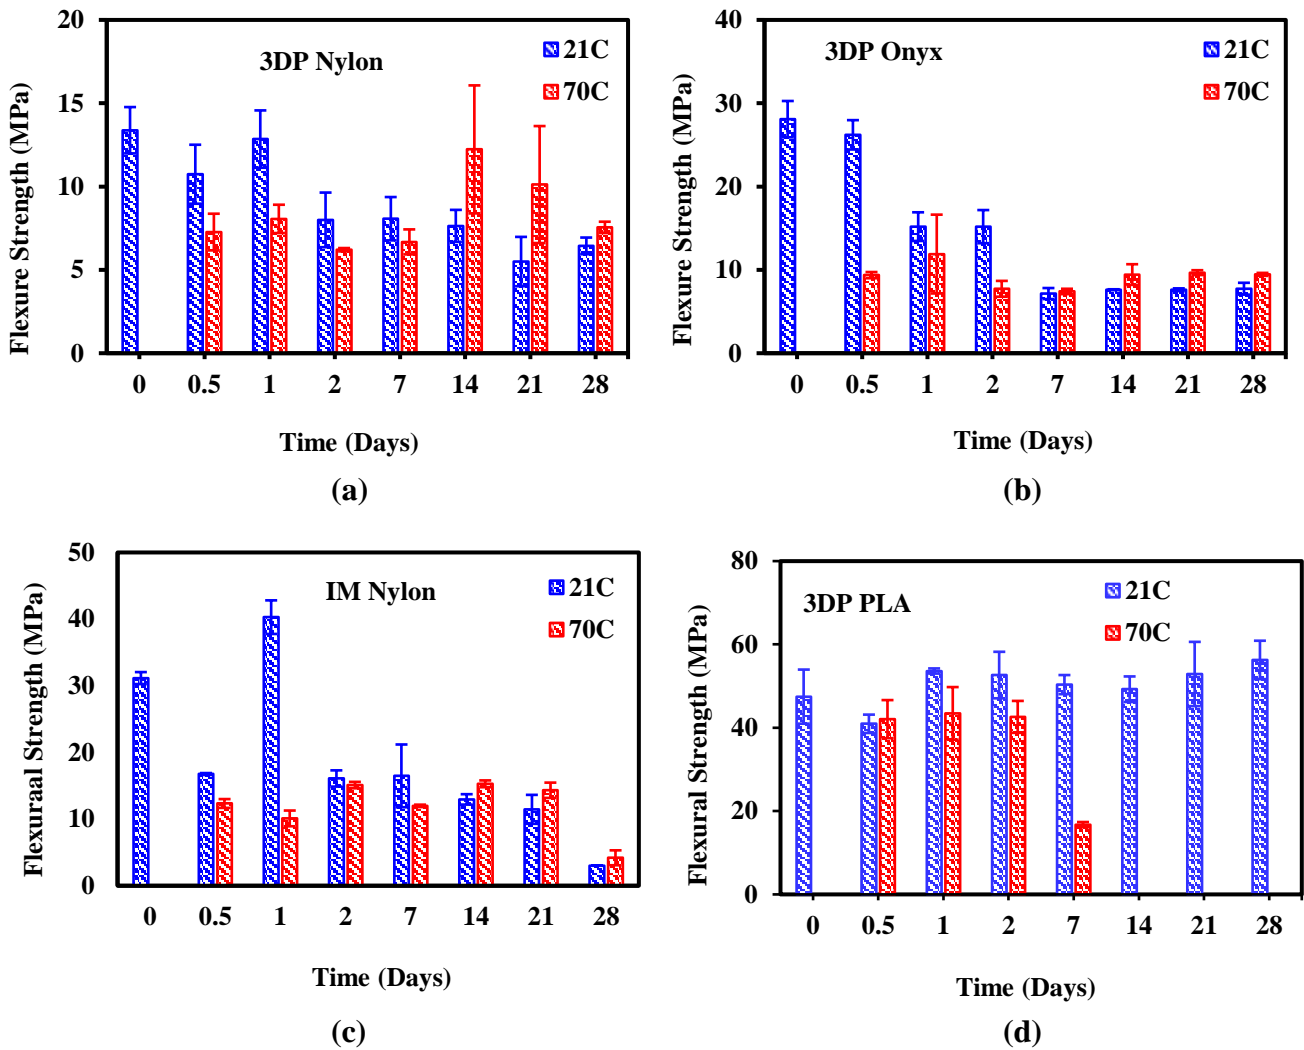 3DP Nylon
21C
70C
Flexure Strength (MPa)
20
15
10
5
0
0 0.5 1 2 7 14 21 28
Time (Days)
(a)
3DP Onyx
21C
70C
Flexure Strength (MPa)
40
30
20
10
0
0 0.5 1 2 7 14 21 28
Time (Days)
(b)
IM Nylon
21C
70C
Flexuraal Strength (MPa)
50
40
30
20
10
0
0 0.5 1 2 7 14 21 28
Time (Days)
(c)
3DP PLA
21C
70C
Flexural Strength (MPa)
80
60
40
20
0
0 0.5 1 2 7 14 21 28
Time (Days)
(d)